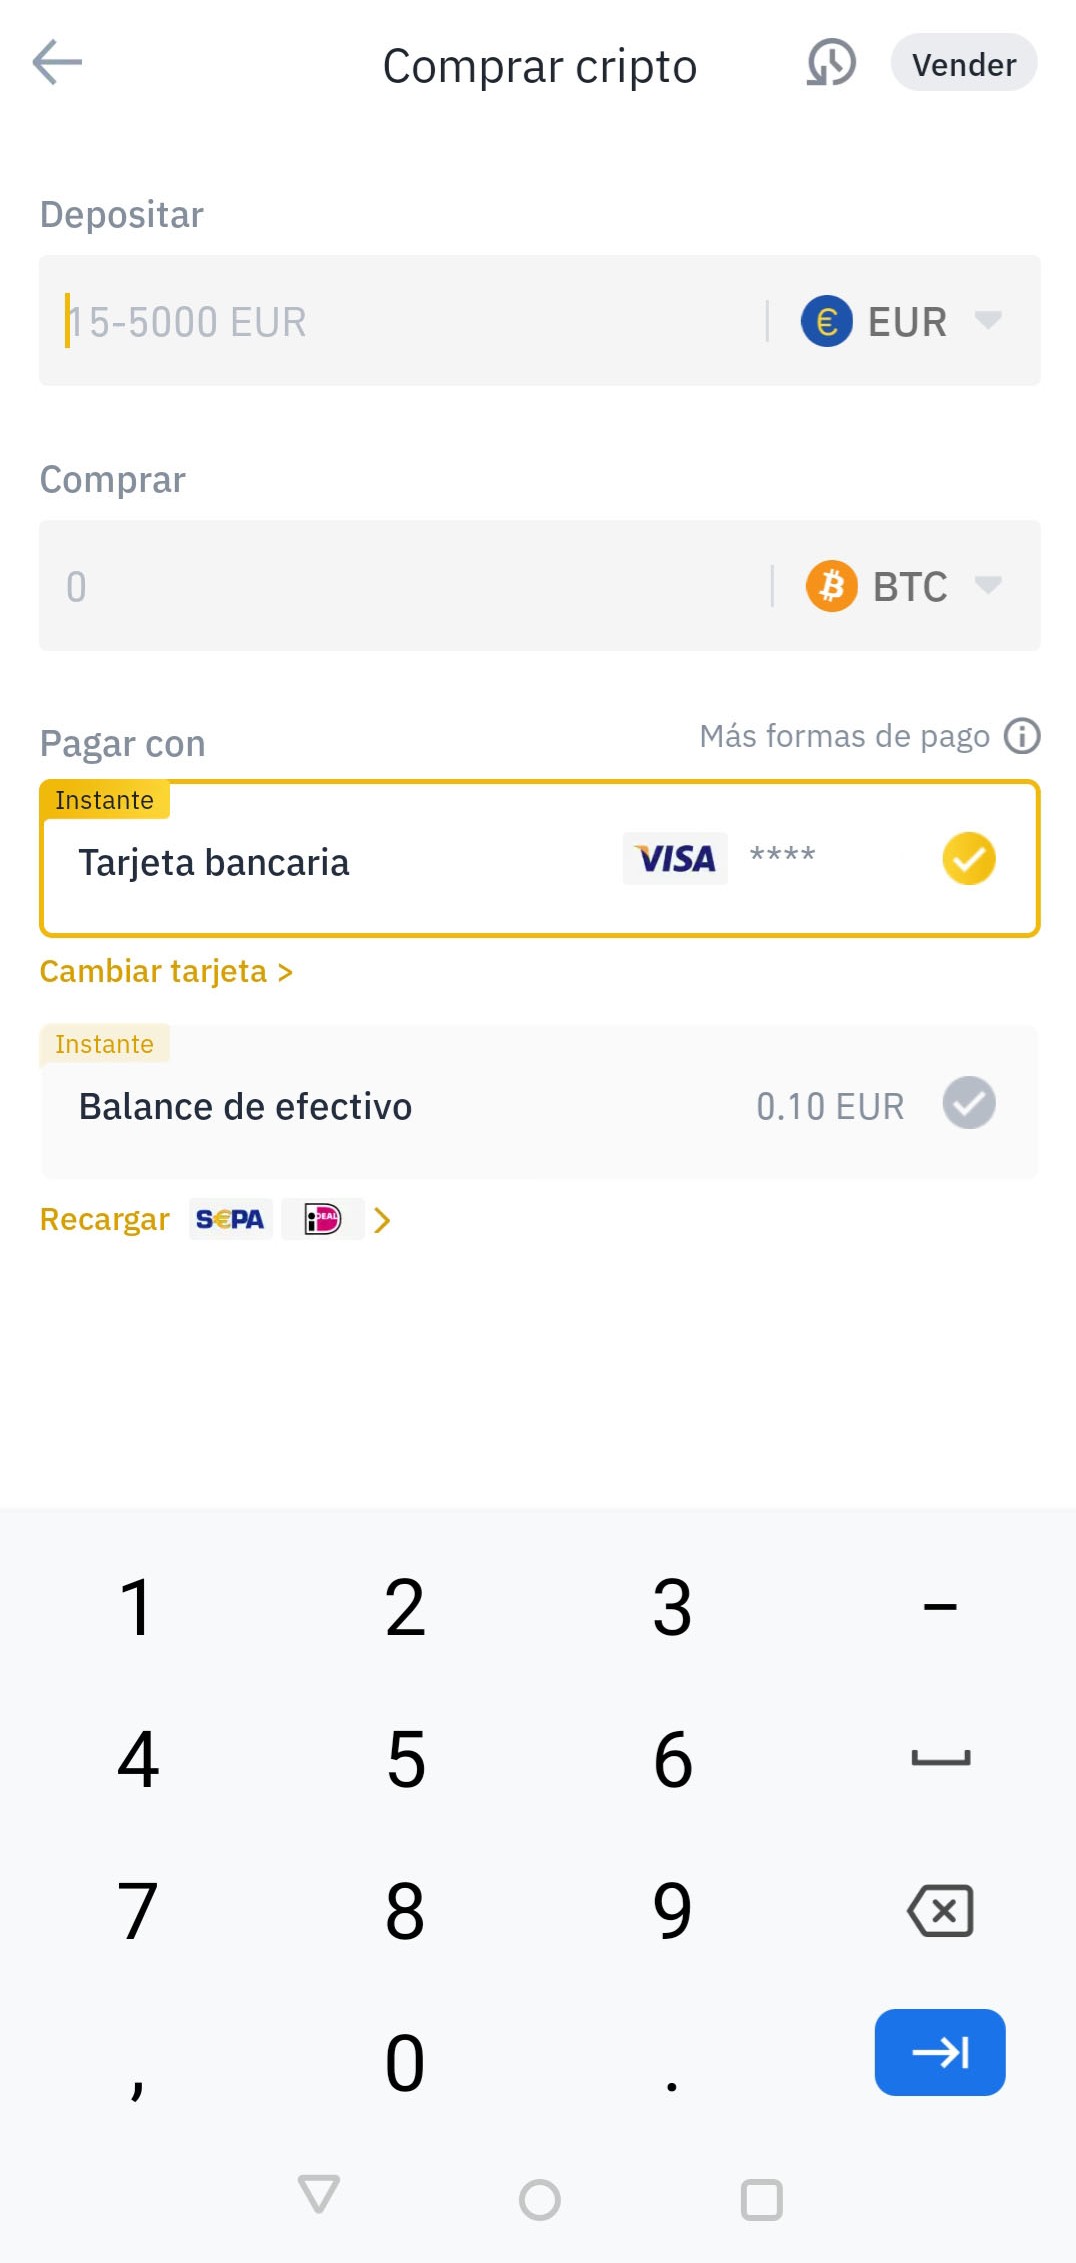 Comprar cripto
Vender
Depositar
15-5000 EUR
€ EUR
Comprar
0
BTC
Pagar con
Más formas de pago
Instante
Tarjeta bancaria
VISA ****
Cambiar tarjeta >
Instante
Balance de efectivo
0.10 EUR
Recargar S€PA iDEAL >
1 2 3 -
4 5 6
7 8 9
, 0 .